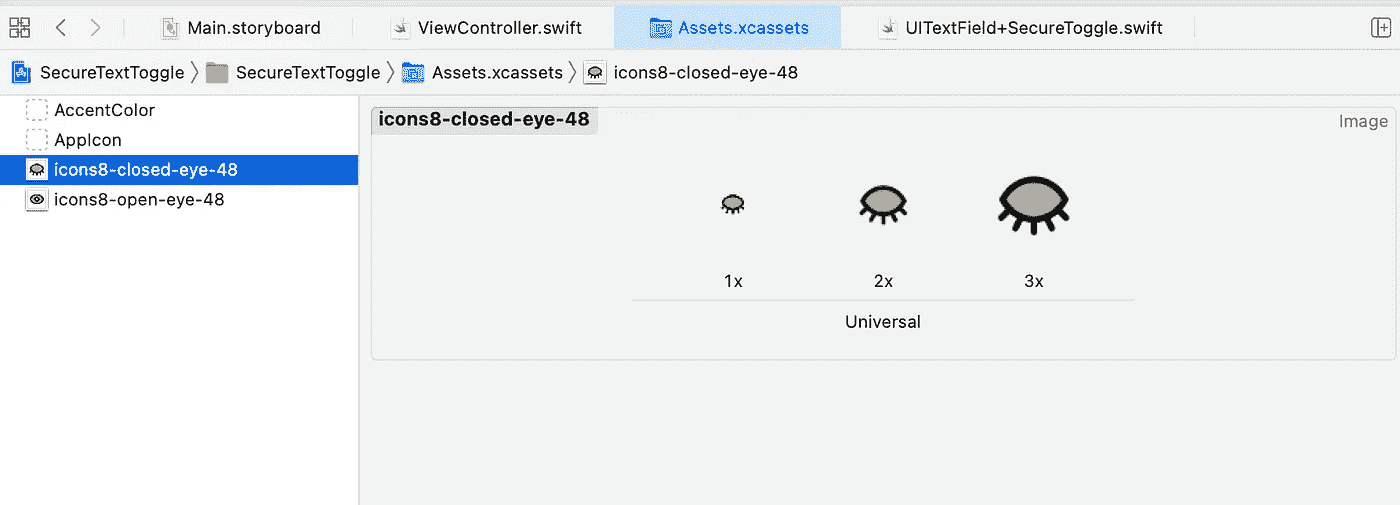 Main.storyboard ViewController.swift Assets.xcassets UITextField+SecureToggle.swift
SecureTextToggle SecureTextToggle Assets.xcassets icons8-closed-eye-48
AccentColor
AppIcon
icons8-closed-eye-48
icons8-open-eye-48
icons8-closed-eye-48 Image
1x 2x 3x
Universal